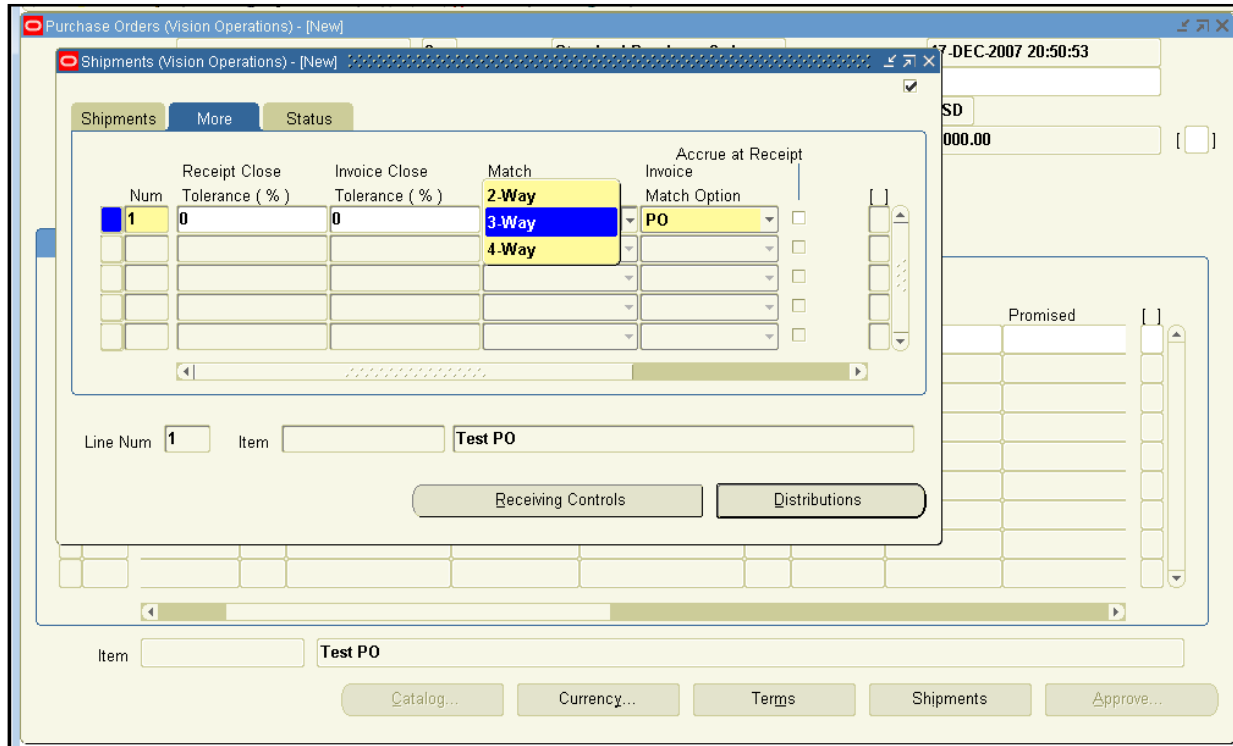 Purchase Orders (Vision Operations) - [New]
17-DEC-2007 20:50:53
Shipments (Vision Operations) - [New]
SD
000.00 [ ]
Shipments More Status
Accrue at Receipt
Receipt Close Invoice Close Match Invoice
Num Tolerance ( % ) Tolerance ( % ) 2-Way Match Option [ ]
1 0 0 3-Way PO
4-Way
Promised [ ]
Line Num 1 Item Test PO
Receiving Controls Distributions
Item Test PO
Catalog... Currency... Terms Shipments Approve...